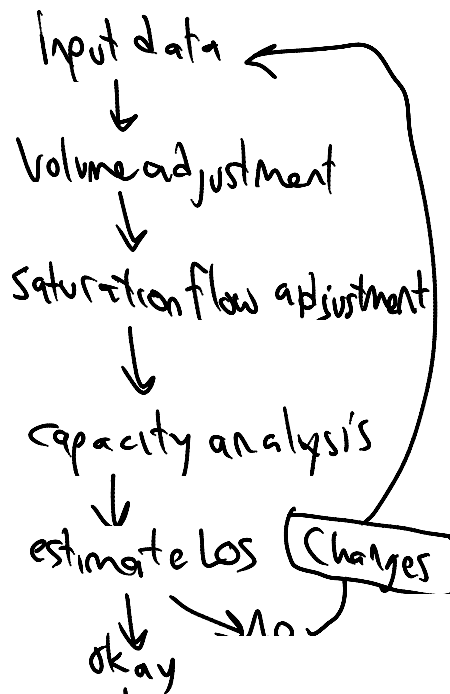 Input data
Volume adjustment
Saturation flow adjustment
capacity analysis
estimate LOS
Changes
No
okay